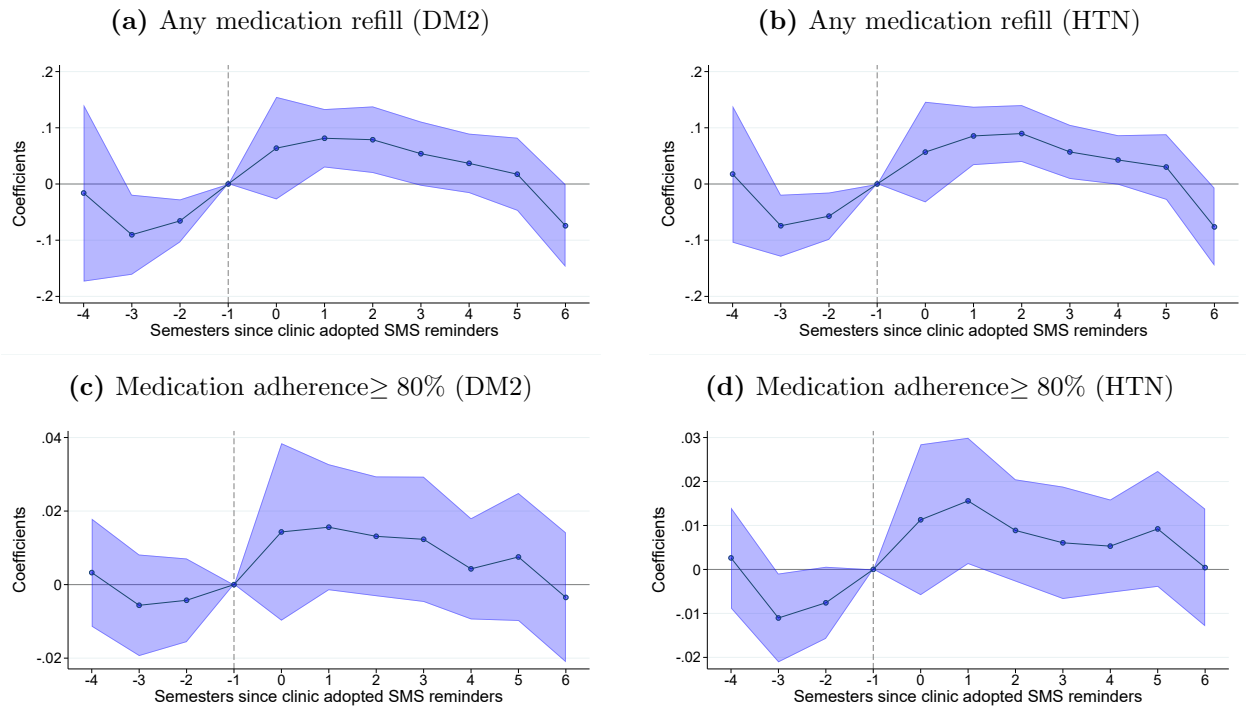 (a) Any medication refill (DM2)
.2
.1
0
-.1
-.2
Coefficients
-4 -3 -2 -1 0 1 2 3 4 5 6
Semesters since clinic adopted SMS reminders
(b) Any medication refill (HTN)
.2
.1
0
-.1
-.2
Coefficients
-4 -3 -2 -1 0 1 2 3 4 5 6
Semesters since clinic adopted SMS reminders
(c) Medication adherence≥ 80% (DM2)
.04
.02
0
-.02
Coefficients
-4 -3 -2 -1 0 1 2 3 4 5 6
Semesters since clinic adopted SMS reminders
(d) Medication adherence≥ 80% (HTN)
.03
.02
.01
0
-.01
-.02
Coefficients
-4 -3 -2 -1 0 1 2 3 4 5 6
Semesters since clinic adopted SMS reminders